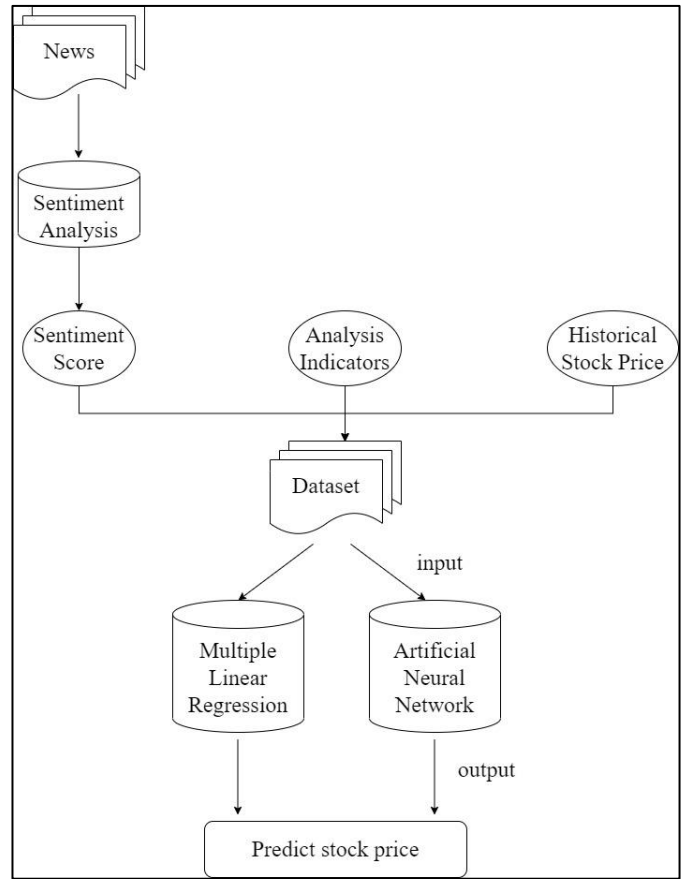 News
Sentiment
Analysis
Sentiment
Score
Analysis
Indicators
Historical
Stock Price
Dataset
input
Multiple
Linear
Regression
Artificial
Neural
Network
output
Predict stock price